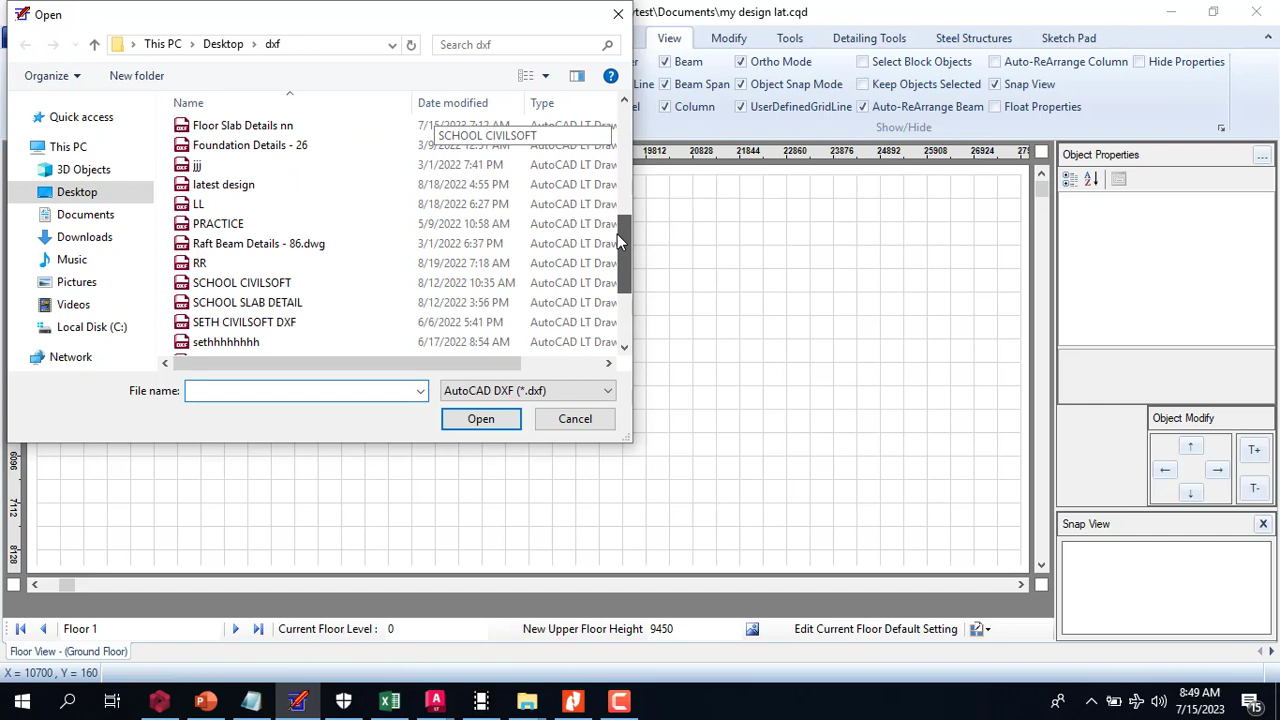 Open
ytest\Documents\my design lat.cqd
This PC > Desktop > dxf
Search dxf
View
Modify
Tools
Detailing Tools
Steel Structures
Sketch Pad
Organize
New folder
Beam
Ortho Mode
Select Block Objects
Auto-ReArrange Column
Hide Properties
Line
Beam Span
Object Snap Mode
Keep Objects Selected
Snap View
Column
UserDefinedGridLine
Auto-ReArrange Beam
Float Properties
Show/Hide
Name
Date modified
Type
Quick access
This PC
3D Objects
Desktop
Documents
Downloads
Music
Pictures
Videos
Local Disk (C:)
Network
Floor Slab Details nn
SCHOOL CIVILSOFT
Foundation Details - 26
jjj 3/1/2022 7:41 PM AutoCAD LT Draw
latest design 8/18/2022 4:55 PM AutoCAD LT Draw
LL 8/18/2022 6:27 PM AutoCAD LT Draw
PRACTICE 5/9/2022 10:58 AM AutoCAD LT Draw
Raft Beam Details - 86.dwg 3/1/2022 6:37 PM AutoCAD LT Draw
RR 8/19/2022 7:18 AM AutoCAD LT Draw
SCHOOL CIVILSOFT 8/12/2022 10:35 AM AutoCAD LT Draw
SCHOOL SLAB DETAIL 8/12/2022 3:56 PM AutoCAD LT Draw
SETH CIVILSOFT DXF 6/6/2022 5:41 PM AutoCAD LT Draw
sethhhhhhhh 6/17/2022 8:54 AM AutoCAD LT Draw
File name:
AutoCAD DXF (*.dxf)
Open
Cancel
19812 20828 21844 22860 23876 24892 25908 26924 279
6096
7112
8128
Object Properties
Object Modify
T+
T-
Snap View
Floor 1
Current Floor Level : 0
New Upper Floor Height 9450
Edit Current Floor Default Setting
Floor View - (Ground Floor)
X = 10700, Y = 160
8:49 AM
7/15/2023
15